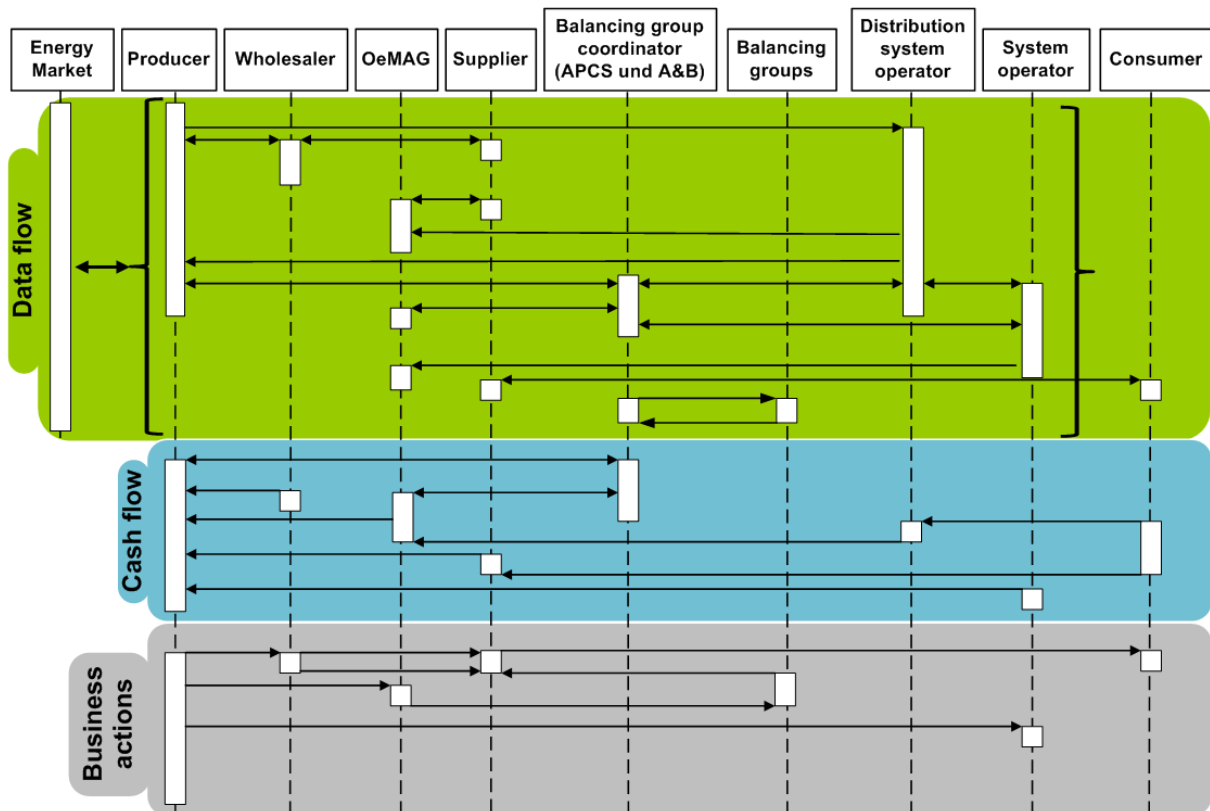 Energy
Market
Producer
Wholesaler
OeMAG
Supplier
Balancing group
coordinator
(APCS und A&B)
Balancing
groups
Distribution
system
operator
System
operator
Consumer
Data flow
Cash flow
Business
actions